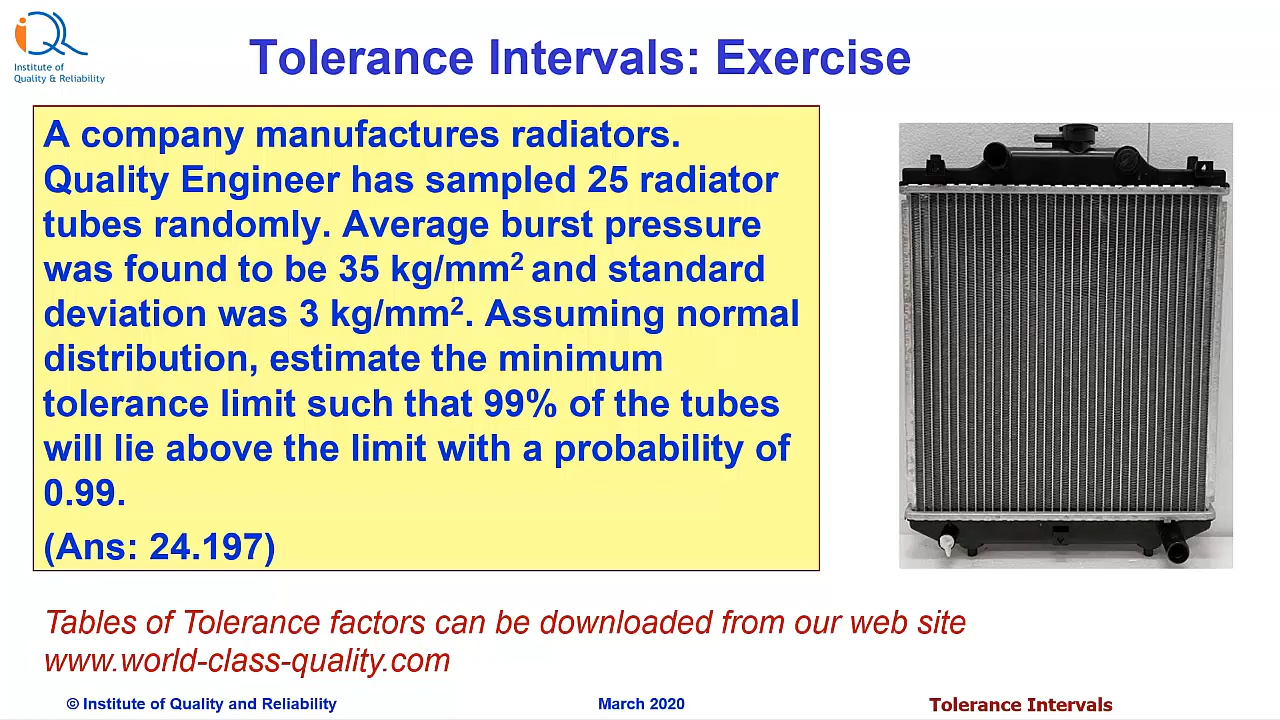 iQ
Institute of
Quality & Reliability
Tolerance Intervals: Exercise
A company manufactures radiators.
Quality Engineer has sampled 25 radiator
tubes randomly. Average burst pressure
was found to be 35 kg/mm² and standard
deviation was 3 kg/mm². Assuming normal
distribution, estimate the minimum
tolerance limit such that 99% of the tubes
will lie above the limit with a probability of
0.99.
(Ans: 24.197)
Tables of Tolerance factors can be downloaded from our web site
www.world-class-quality.com
© Institute of Quality and Reliability
March 2020
Tolerance Intervals